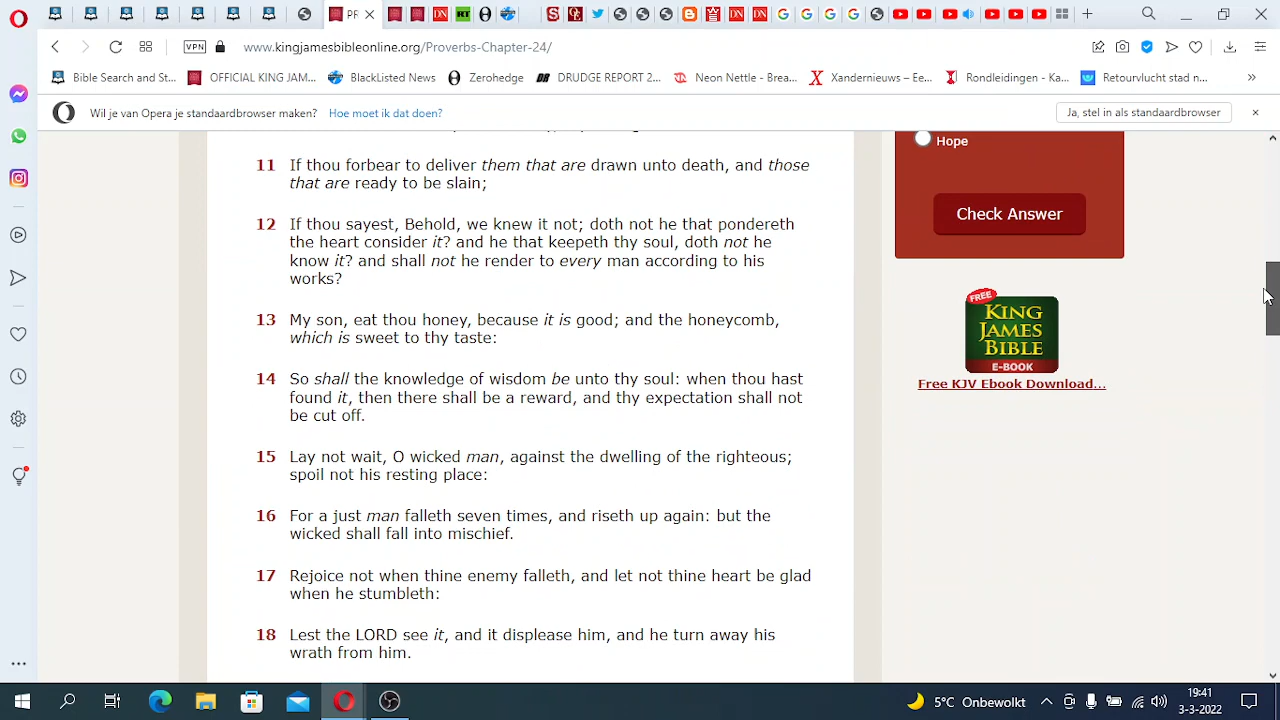 PF
DN
RT
DN
DN
VPN
www.kingjamesbibleonline.org/Proverbs-Chapter-24/
Bible Search and St...
OFFICIAL KING JAM...
BlackListed News
Zerohedge
DRUDGE REPORT 2...
Neon Nettle - Brea...
Xandernieuws – Ee...
Rondleidingen - Ka...
Retourvlucht stad n...
»
Wil je van Opera je standaardbrowser maken? Hoe moet ik dat doen?
Ja, stel in als standaardbrowser
11 If thou forbear to deliver them that are drawn unto death, and those
that are ready to be slain;
12 If thou sayest, Behold, we knew it not; doth not he that pondereth
the heart consider it? and he that keepeth thy soul, doth not he
know it? and shall not he render to every man according to his
works?
13 My son, eat thou honey, because it is good; and the honeycomb,
which is sweet to thy taste:
14 So shall the knowledge of wisdom be unto thy soul: when thou hast
found it, then there shall be a reward, and thy expectation shall not
be cut off.
15 Lay not wait, O wicked man, against the dwelling of the righteous;
spoil not his resting place:
16 For a just man falleth seven times, and riseth up again: but the
wicked shall fall into mischief.
17 Rejoice not when thine enemy falleth, and let not thine heart be glad
when he stumbleth:
18 Lest the LORD see it, and it displease him, and he turn away his
wrath from him.
Hope
Check Answer
FREE
KING
JAMES
BIBLE
E-BOOK
Free KJV Ebook Download...
5°C Onbewolkt
19:41
3-3-2022